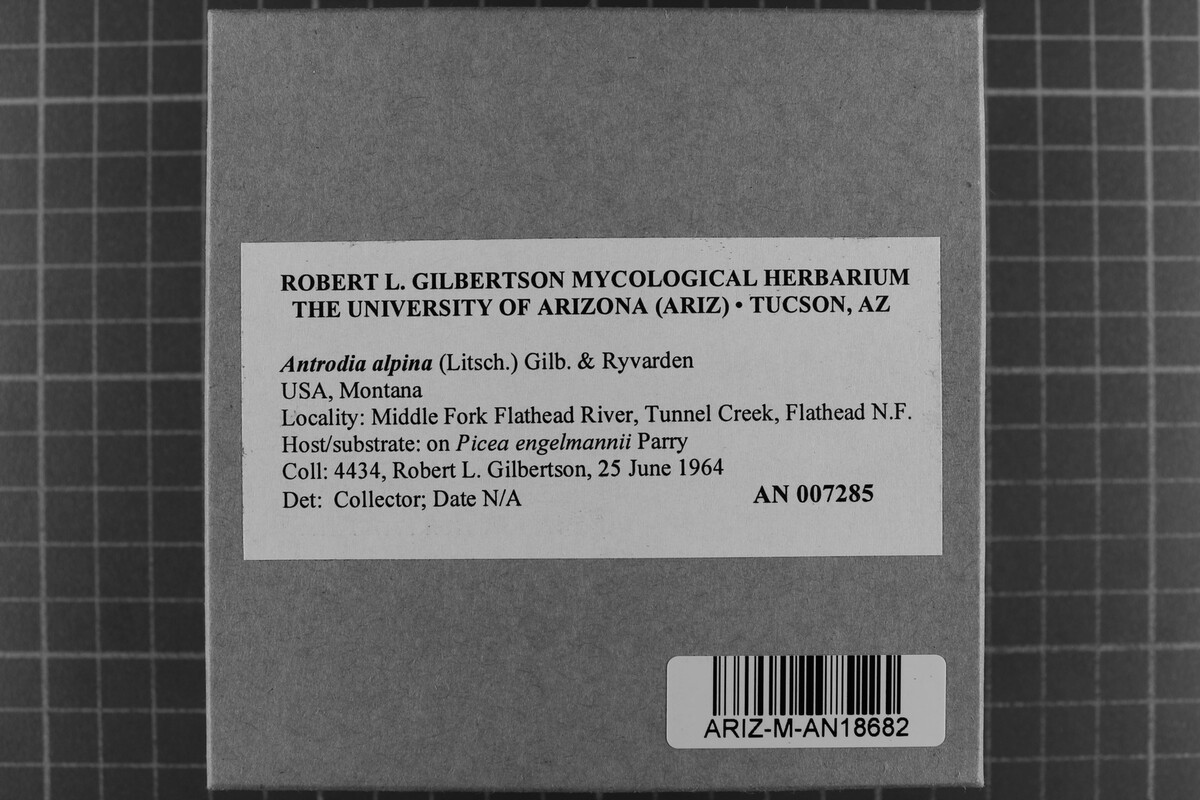 ROBERT L. GILBERTSON MYCOLOGICAL HERBARIUM
THE UNIVERSITY OF ARIZONA (ARIZ) • TUCSON, AZ
Antrodia alpina (Litsch.) Gilb. & Ryvarden
USA, Montana
Locality: Middle Fork Flathead River, Tunnel Creek, Flathead N.F.
Host/substrate: on Picea engelmannii Parry
Coll: 4434, Robert L. Gilbertson, 25 June 1964
Det: Collector; Date N/A AN 007285
ARIZ-M-AN18682